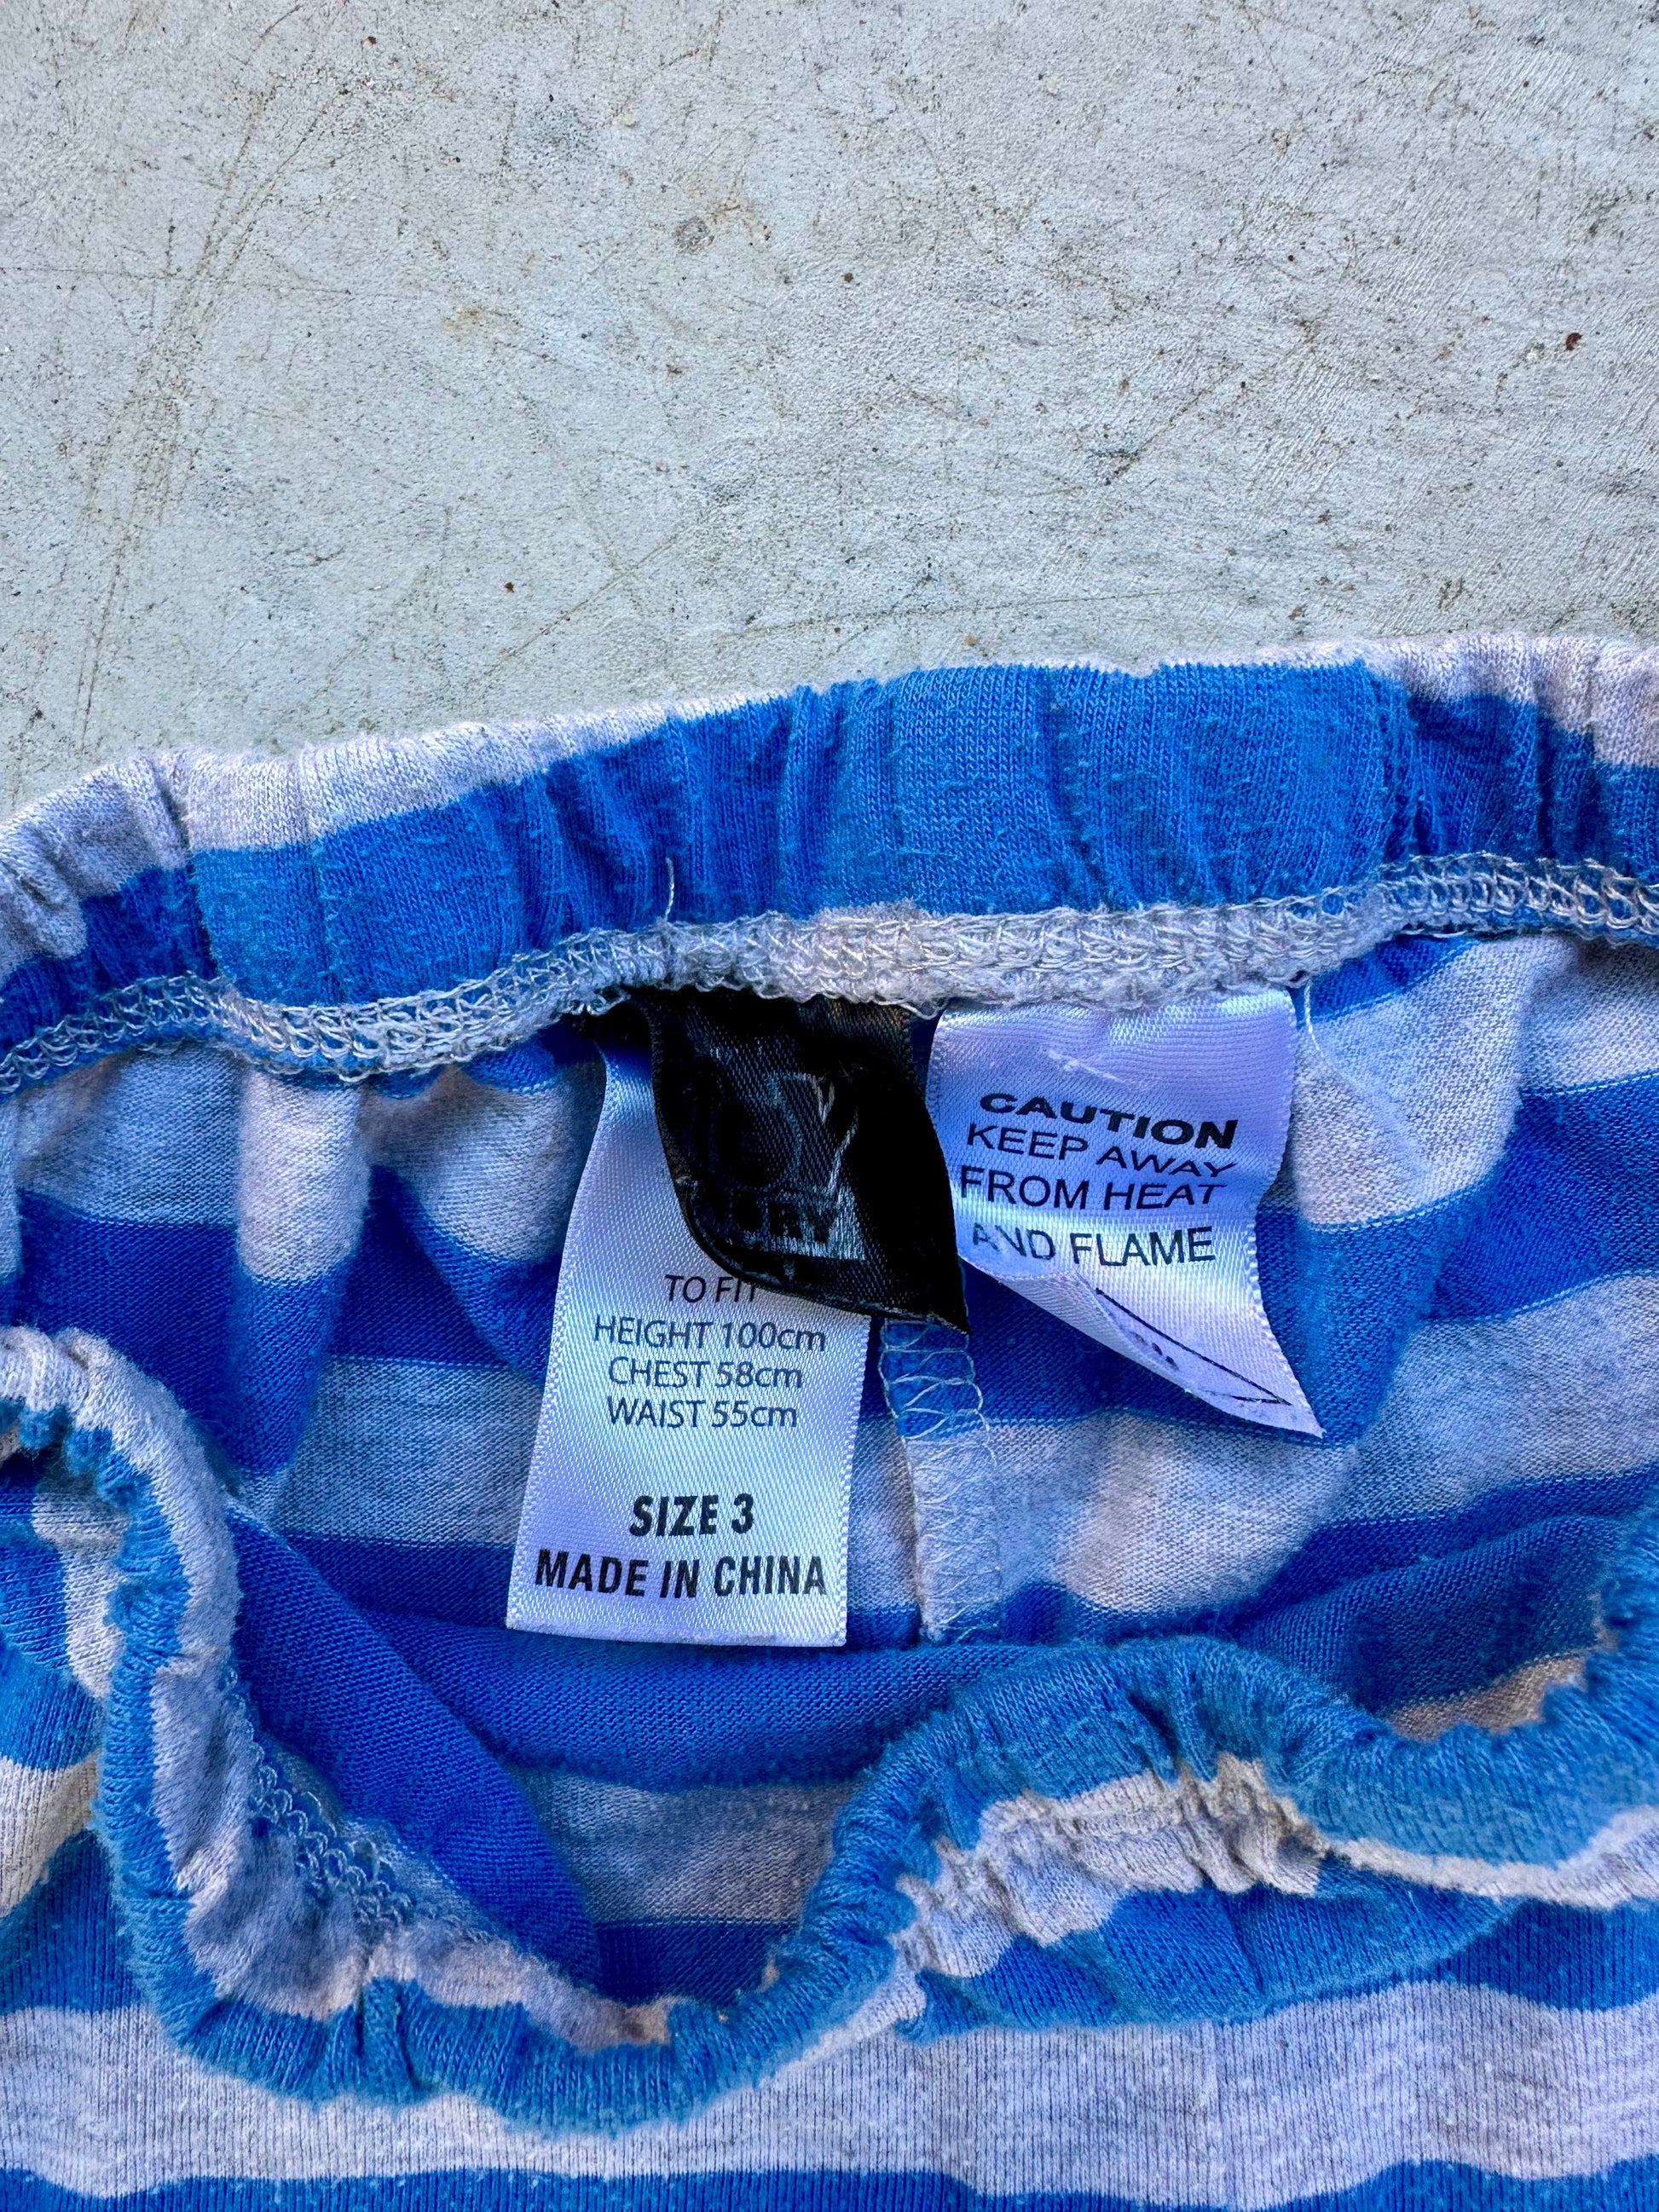 TO FIT
HEIGHT 100cm
CHEST 58cm
WAIST 55cm
SIZE 3
MADE IN CHINA
CAUTION
KEEP AWAY
FROM HEAT
AND FLAME